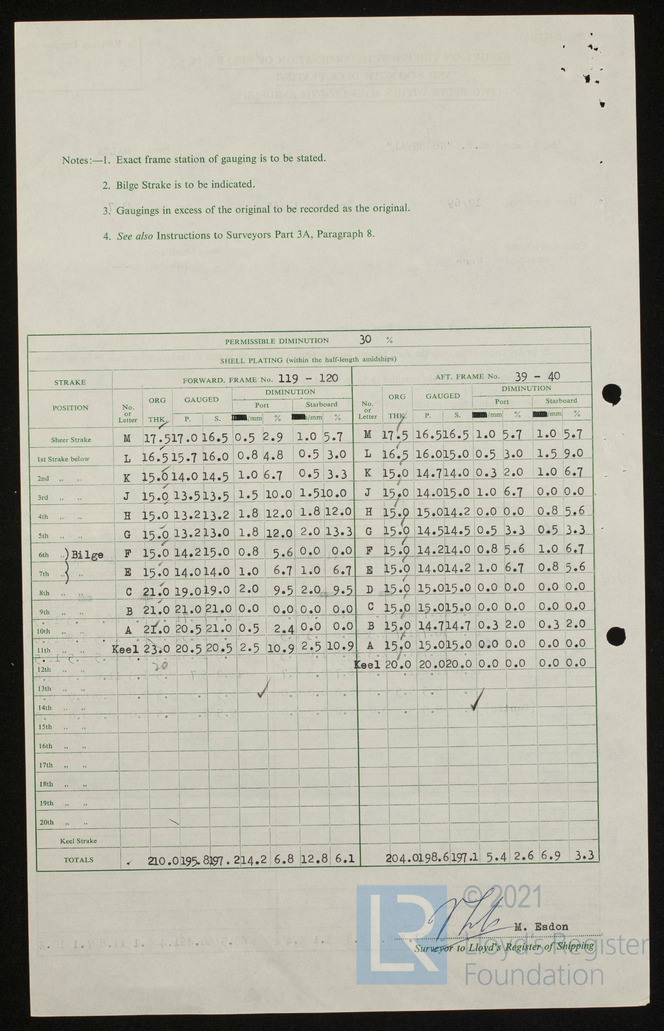 Notes:—1. Exact frame station of gauging is to be stated.
2. Bilge Strake is to be indicated.
3. Gaugings in excess of the original to be recorded as the original.
4. See also Instructions to Surveyors Part 3A, Paragraph 8.
PERMISSIBLE DIMINUTION 30 %
SHELL PLATING (within the half-length amidships)
STRAKE FORWARD. FRAME No. 119 - 120 AFT. FRAME No. 39 - 40
POSITION No. or Letter ORG THK. GAUGED P. S. DIMINUTION Port /mm % Starboard /mm % No. or Letter ORG THK. GAUGED P. S. DIMINUTION Port /mm % Starboard /mm %
Sheer Strake M 17.5 17.0 16.5 0.5 2.9 1.0 5.7 M 17.5 16.5 16.5 1.0 5.7 1.0 5.7
1st Strake below L 16.5 15.7 16.0 0.8 4.8 0.5 3.0 L 16.5 16.0 15.0 0.5 3.0 1.5 9.0
2nd ,, ,, K 15.0 14.0 14.5 1.0 6.7 0.5 3.3 K 15.0 14.7 14.0 0.3 2.0 1.0 6.7
3rd ,, ,, J 15.0 13.5 13.5 1.5 10.0 1.5 10.0 J 15.0 14.0 15.0 1.0 6.7 0.0 0.0
4th ,, ,, H 15.0 13.2 13.2 1.8 12.0 1.8 12.0 H 15.0 15.0 14.2 0.0 0.0 0.8 5.6
5th ,, ,, G 15.0 13.2 13.0 1.8 12.0 2.0 13.3 G 15.0 14.5 14.5 0.5 3.3 0.5 3.3
6th ,, ) Bilge F 15.0 14.2 15.0 0.8 5.6 0.0 0.0 F 15.0 14.2 14.0 0.8 5.6 1.0 6.7
7th ,, ) ,, E 15.0 14.0 14.0 1.0 6.7 1.0 6.7 E 15.0 14.0 14.2 1.0 6.7 0.8 5.6
8th ,, ,, C 21.0 19.0 19.0 2.0 9.5 2.0 9.5 D 15.0 15.0 15.0 0.0 0.0 0.0 0.0
9th ,, ,, B 21.0 21.0 21.0 0.0 0.0 0.0 0.0 C 15.0 15.0 15.0 0.0 0.0 0.0 0.0
10th ,, ,, A 21.0 20.5 21.0 0.5 2.4 0.0 0.0 B 15.0 14.7 14.7 0.3 2.0 0.3 2.0
11th ,, ,, Keel 23.0 20.5 20.5 2.5 10.9 2.5 10.9 A 15.0 15.0 15.0 0.0 0.0 0.0 0.0
12th ,, ,, 20 Keel 20.0 20.0 20.0 0.0 0.0 0.0 0.0
13th ,, ,,
14th ,, ,,
15th ,, ,,
16th ,, ,,
17th ,, ,,
18th ,, ,,
19th ,, ,,
20th ,, ,,
Keel Strake
TOTALS 210.0 195.8 197.2 14.2 6.8 12.8 6.1 204.0 198.6 197.1 5.4 2.6 6.9 3.3
M. Esdon
Surveyor to Lloyd's Register of Shipping
© 2021
LR
Lloyd's Register
Foundation